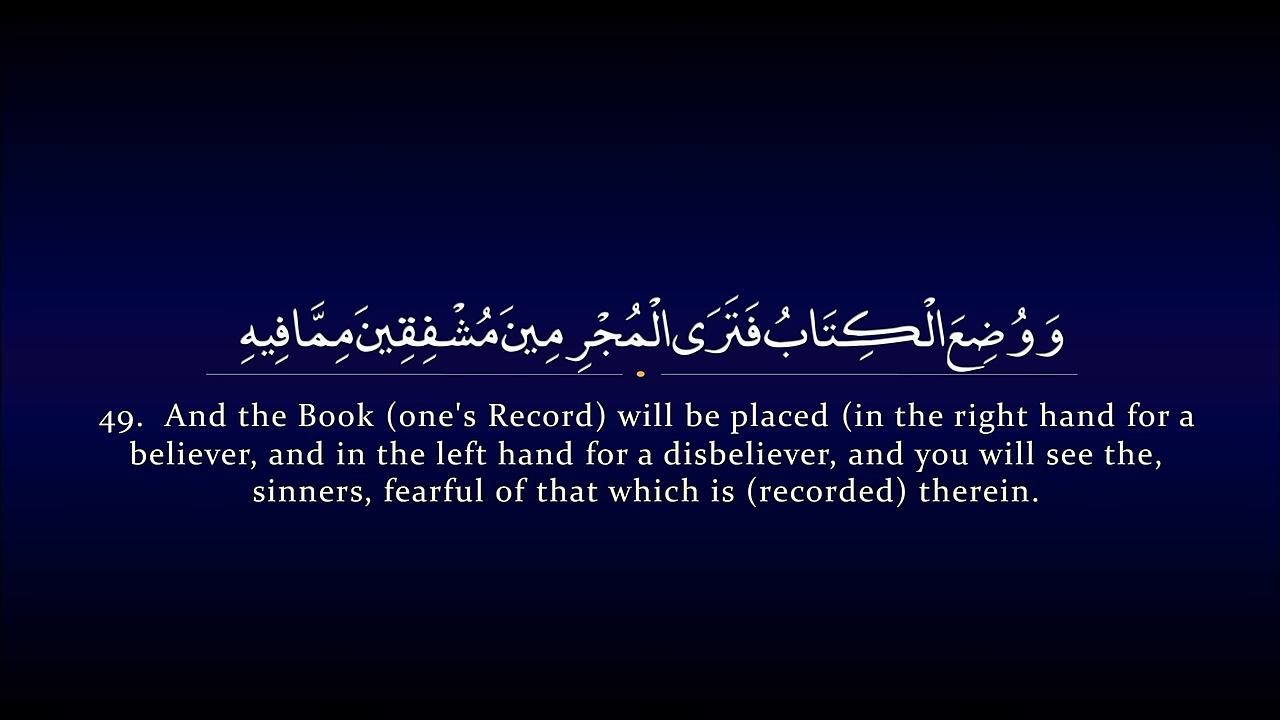 وَوُضِعَ الْكِتَابُ فَتَرَى الْمُجْرِمِينَ مُشْفِقِينَ مِمَّا فِيهِ
49. And the Book (one's Record) will be placed (in the right hand for a
believer, and in the left hand for a disbeliever, and you will see the,
sinners, fearful of that which is (recorded) therein.